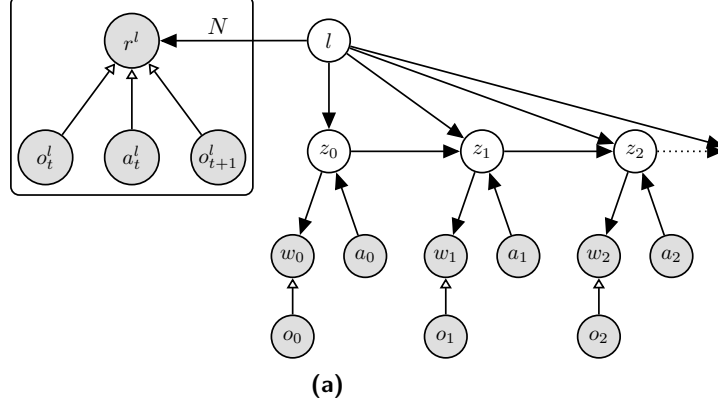 r^l N l
o_t^l a_t^l o_{t+1}^l z_0 z_1 z_2
w_0 a_0 w_1 a_1 w_2 a_2
o_0 o_1 o_2
(a)